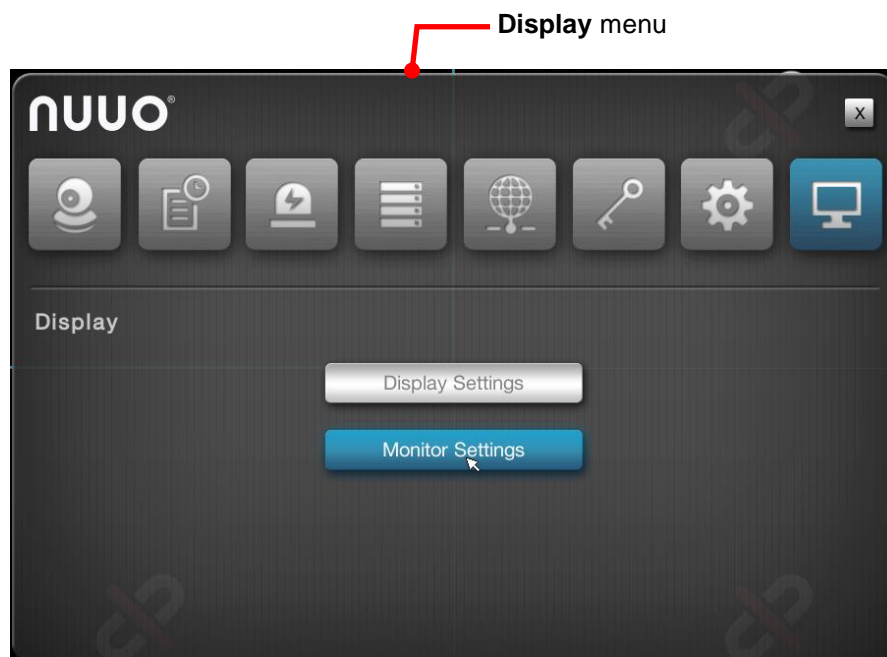 Display menu
nuuo®
X
Display
Display Settings
Monitor Settings